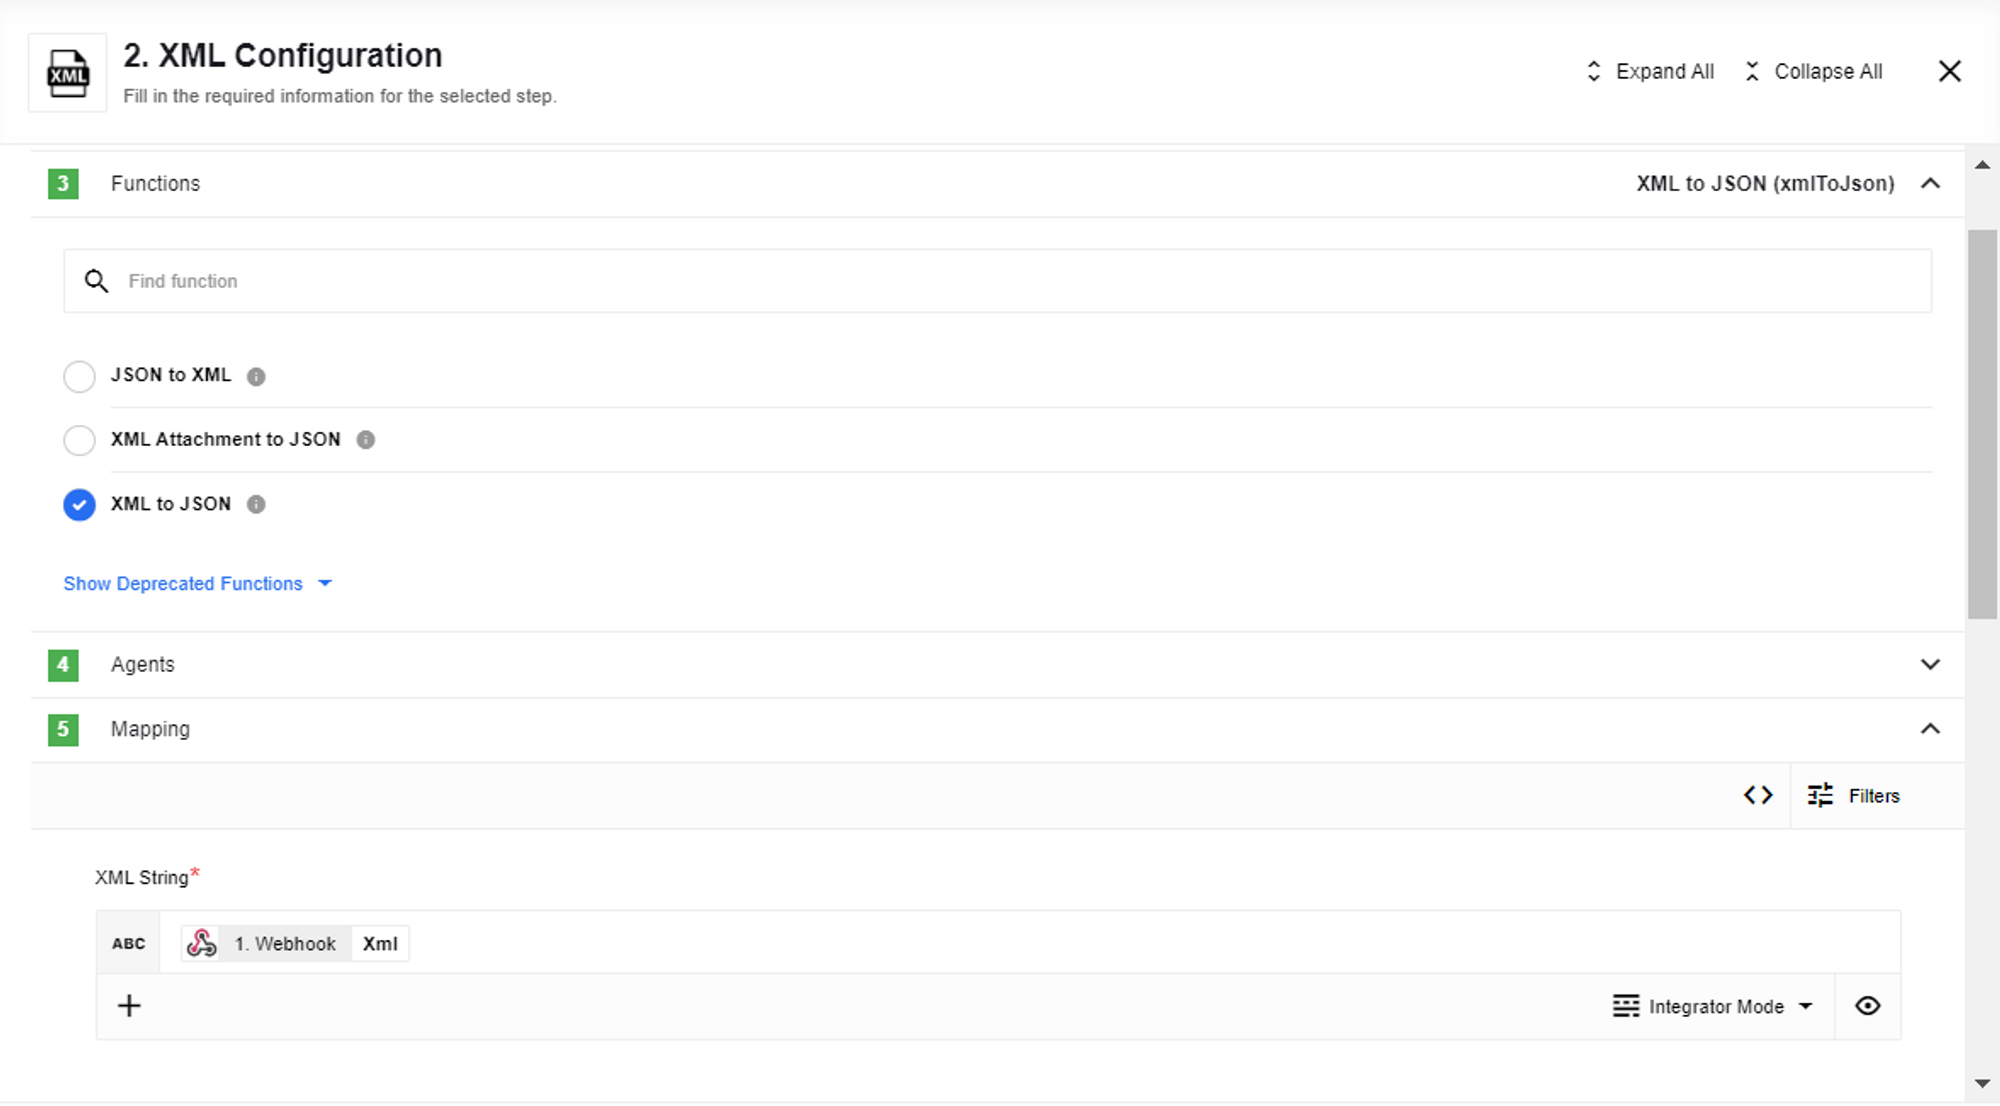 XML
2. XML Configuration
Fill in the required information for the selected step.
Expand All
Collapse All
3
Functions
XML to JSON (xmlToJson)
Find function
JSON to XML
XML Attachment to JSON
XML to JSON
Show Deprecated Functions
4
Agents
5
Mapping
Filters
XML String*
ABC
1. Webhook
Xml
Integrator Mode